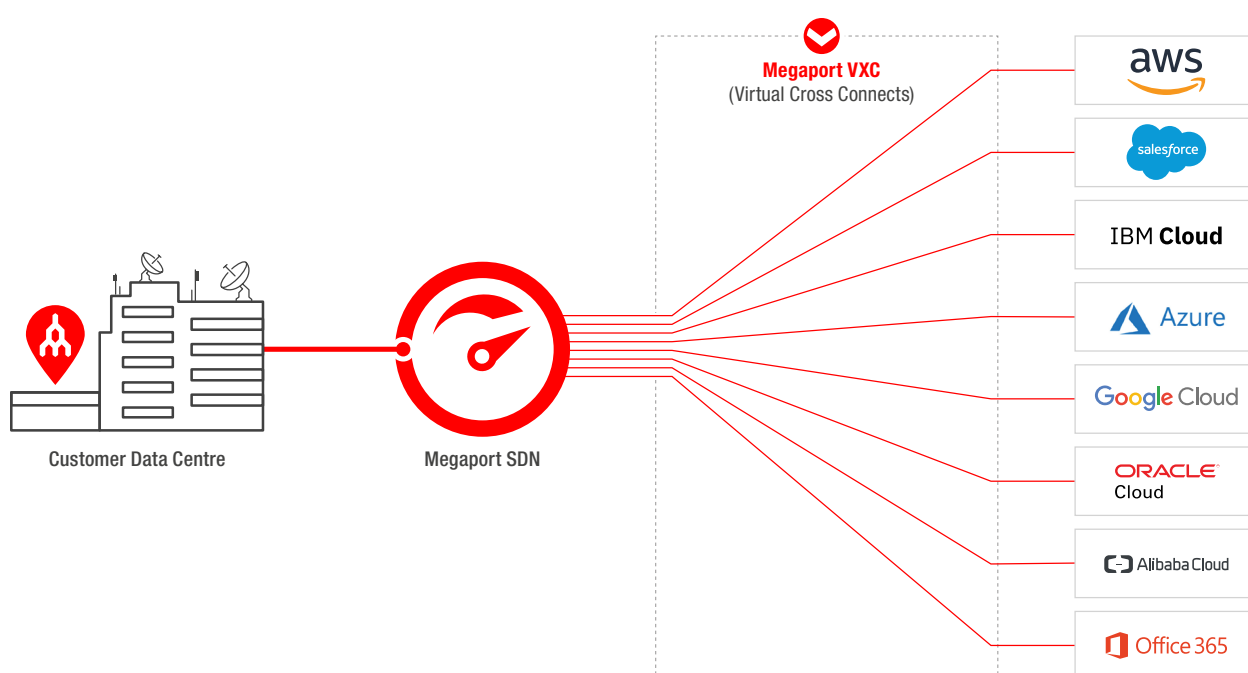 Megaport VXC
(Virtual Cross Connects)
aws
salesforce
IBM Cloud
Azure
Google Cloud
ORACLE
Cloud
Alibaba Cloud
Office 365
Customer Data Centre
Megaport SDN